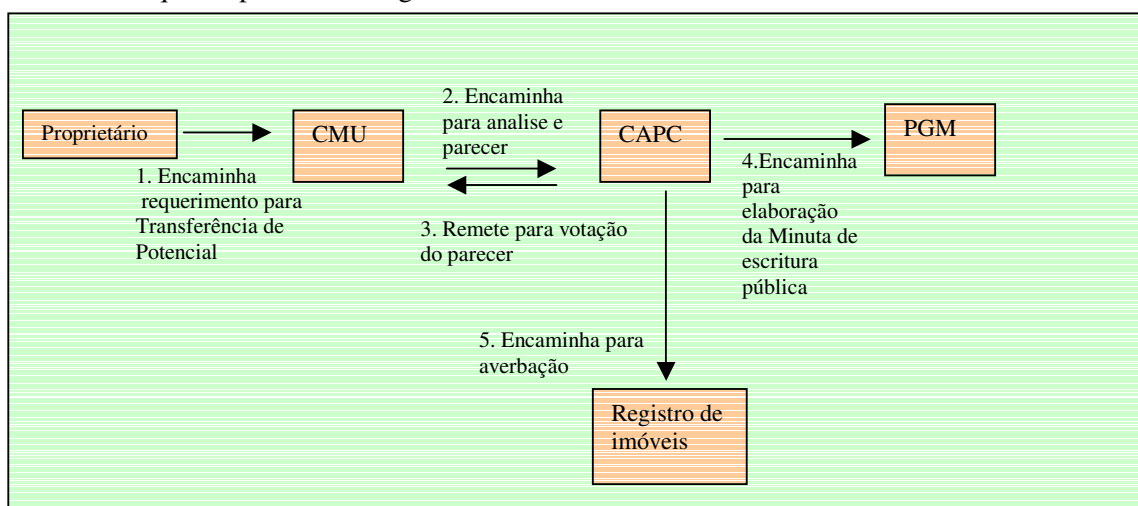 Proprietário
CMU
2. Encaminha
para analise e
parecer
CAPC
PGM
1. Encaminha
requerimento para
Transferência de
Potencial
3. Remete para votação
do parecer
4.Encaminha
para
elaboração
da Minuta de
escritura
pública
5. Encaminha para
averbação
Registro de
imóveis